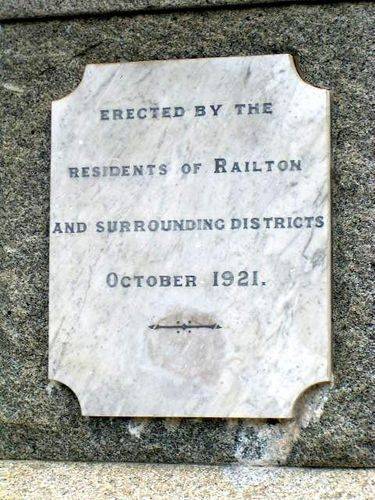 ERECTED BY THE
RESIDENTS OF RAILTON
AND SURROUNDING DISTRICTS
OCTOBER 1921.